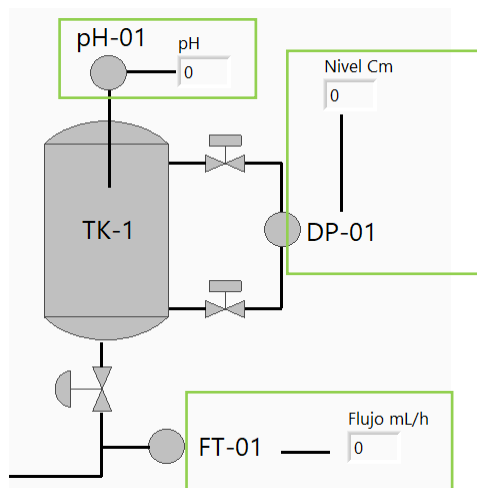 pH-01
pH
0
Nivel Cm
0
TK-1
DP-01
Flujo mL/h
FT-01
0